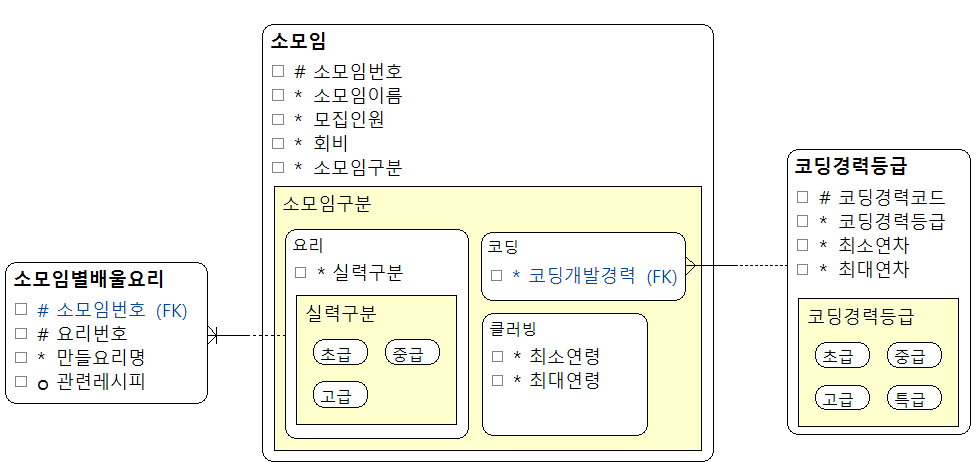 소모임
# 소모임번호
* 소모임이름
* 모집인원
* 회비
* 소모임구분
소모임구분
요리
* 실력구분
실력구분
초급
중급
고급
코딩
* 코딩개발경력 (FK)
클러빙
* 최소연령
* 최대연령
소모임별배울요리
# 소모임번호 (FK)
# 요리번호
* 만들요리명
o 관련레시피
코딩경력등급
# 코딩경력코드
* 코딩경력등급
* 최소연차
* 최대연차
코딩경력등급
초급
중급
고급
특급